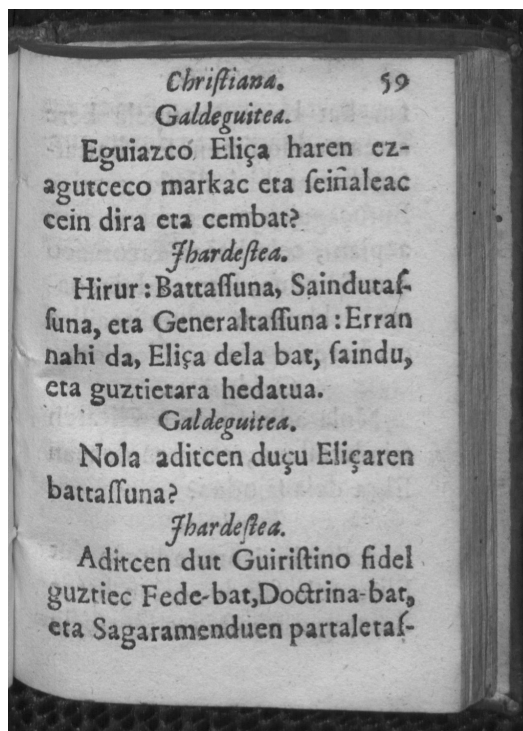 Chriſtiana. 59
Galdeguitea.
Eguiazco Eliça haren ez-
agutceco markac eta ſeiñaleac
cein dira eta cembat?
Jhardeſtea.
Hirur : Battaſſuna, Saindutaſ-
ſuna, eta Generaltaſſuna : Erran
nahi da, Eliça dela bat, ſaindu,
eta guztietara hedatua.
Galdeguitea.
Nola aditcen duçu Eliçaren
battaſſuna?
Jhardeſtea.
Aditcen dut Guiriſtino fidel
guztiec Fede-bat, Doctrina-bat,
eta Sagaramenduen partaletaſ-